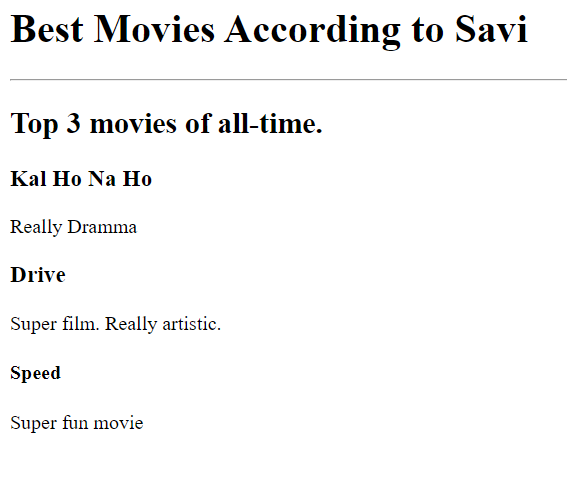 Best Movies According to Savi
Top 3 movies of all-time.
Kal Ho Na Ho
Really Dramma
Drive
Super film. Really artistic.
Speed
Super fun movie